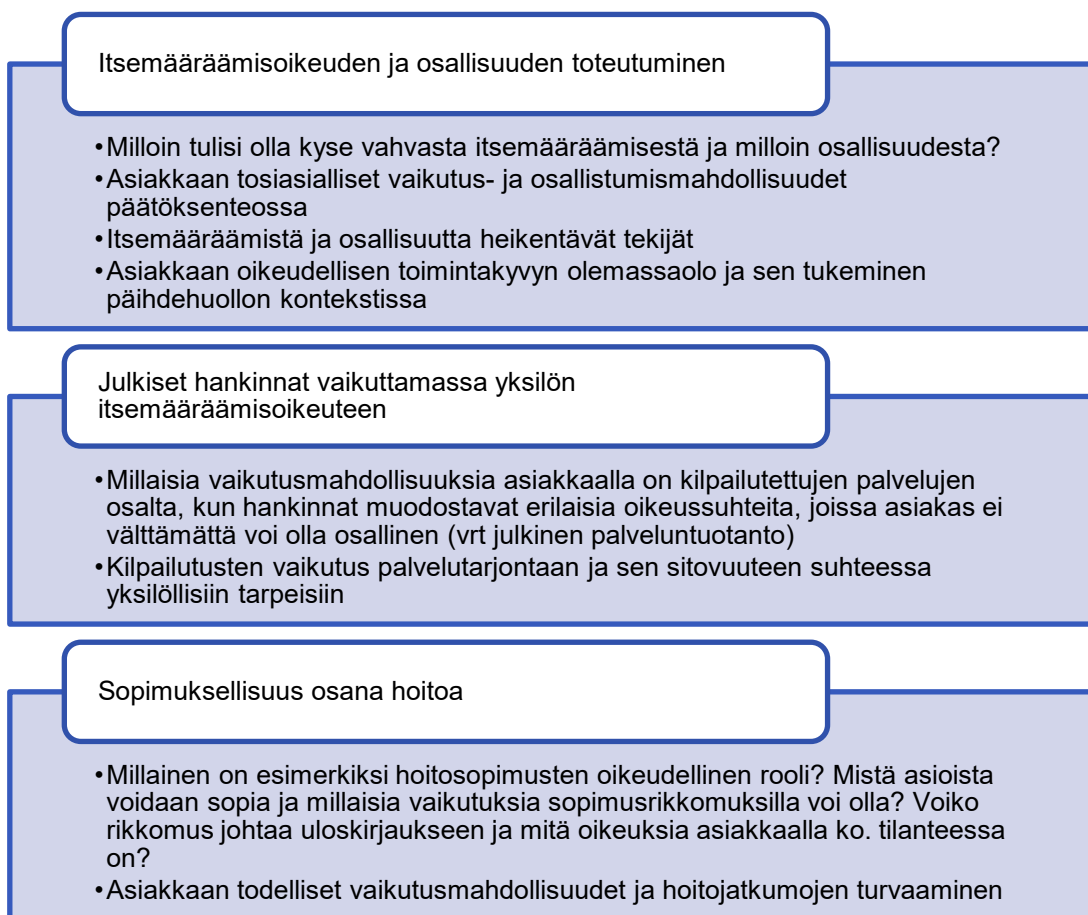 Itsemääräämisoikeuden ja osallisuuden toteutuminen
•Milloin tulisi olla kyse vahvasta itsemääräämisestä ja milloin osallisuudesta?
•Asiakkaan tosiasialliset vaikutus- ja osallistumismahdollisuudet
päätöksenteossa
•Itsemääräämistä ja osallisuutta heikentävät tekijät
•Asiakkaan oikeudellisen toimintakyvyn olemassaolo ja sen tukeminen
päihdehuollon kontekstissa
Julkiset hankinnat vaikuttamassa yksilön
itsemääräämisoikeuteen
•Millaisia vaikutusmahdollisuuksia asiakkaalla on kilpailutettujen palvelujen
osalta, kun hankinnat muodostavat erilaisia oikeussuhteita, joissa asiakas ei
välttämättä voi olla osallinen (vrt julkinen palveluntuotanto)
•Kilpailutusten vaikutus palvelutarjontaan ja sen sitovuuteen suhteessa
yksilöllisiin tarpeisiin
Sopimuksellisuus osana hoitoa
•Millainen on esimerkiksi hoitosopimusten oikeudellinen rooli? Mistä asioista
voidaan sopia ja millaisia vaikutuksia sopimusrikkomuksilla voi olla? Voiko
rikkomus johtaa uloskirjaukseen ja mitä oikeuksia asiakkaalla ko. tilanteessa
on?
•Asiakkaan todelliset vaikutusmahdollisuudet ja hoitojatkumojen turvaaminen